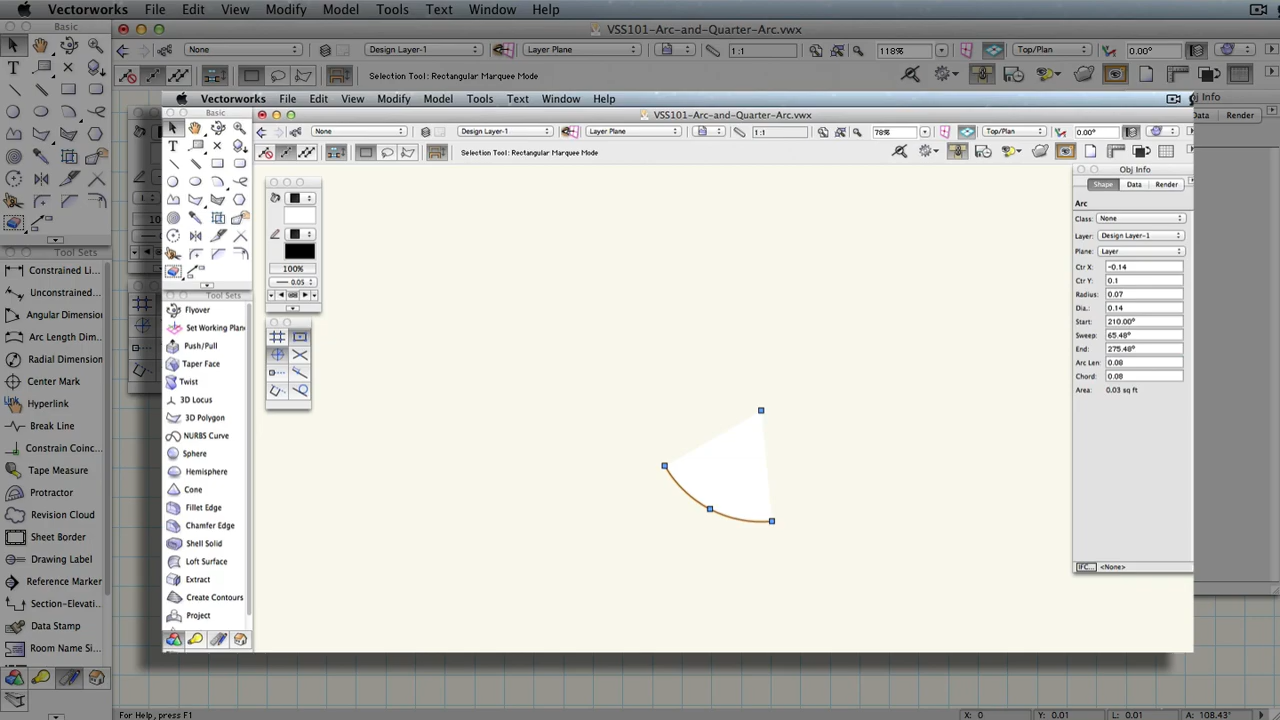 Vectorworks File Edit View Modify Model Tools Text Window Help
Basic
VSS101-Arc-and-Quarter-Arc.vwx
None
Design Layer-1
Layer Plane
1:1
118%
Top/Plan
0.00°
Selection Tool: Rectangular Marquee Mode
Tool Sets
Constrained Li...
Unconstrained...
Angular Dimension
Arc Length Dim...
Radial Dimension
Center Mark
Link
Hyperlink
Break Line
Constrain Coinc...
Tape Measure
Protractor
Revision Cloud
Sheet Border
Drawing Label
Reference Marker
Section-Elevati...
Data Stamp
Room Name Si...
For Help, press F1
X: 0
Y: 0.01
L: 0.01
A: 108.43°
Data
Render
Vectorworks File Edit View Modify Model Tools Text Window Help
Basic
VSS101-Arc-and-Quarter-Arc.vwx
None
Design Layer-1
Layer Plane
1:1
78%
Top/Plan
0.00°
Selection Tool: Rectangular Marquee Mode
100%
0.05
Tool Sets
Flyover
Set Working Plan
Push/Pull
Taper Face
Twist
3D Locus
3D Polygon
NURBS Curve
Sphere
Hemisphere
Cone
Fillet Edge
Chamfer Edge
Shell Solid
Loft Surface
Extract
Create Contours
Project
Obj Info
Shape Data Render
Arc
Class: None
Layer: Design Layer-1
Plane: Layer
Ctr X: -0.14
Ctr Y: 0.1
Radius: 0.07
Dia.: 0.14
Start: 210.00°
Sweep: 65.48°
End: 275.48°
Arc Len: 0.08
Chord: 0.08
Area: 0.03 sq ft
IFC... <None>